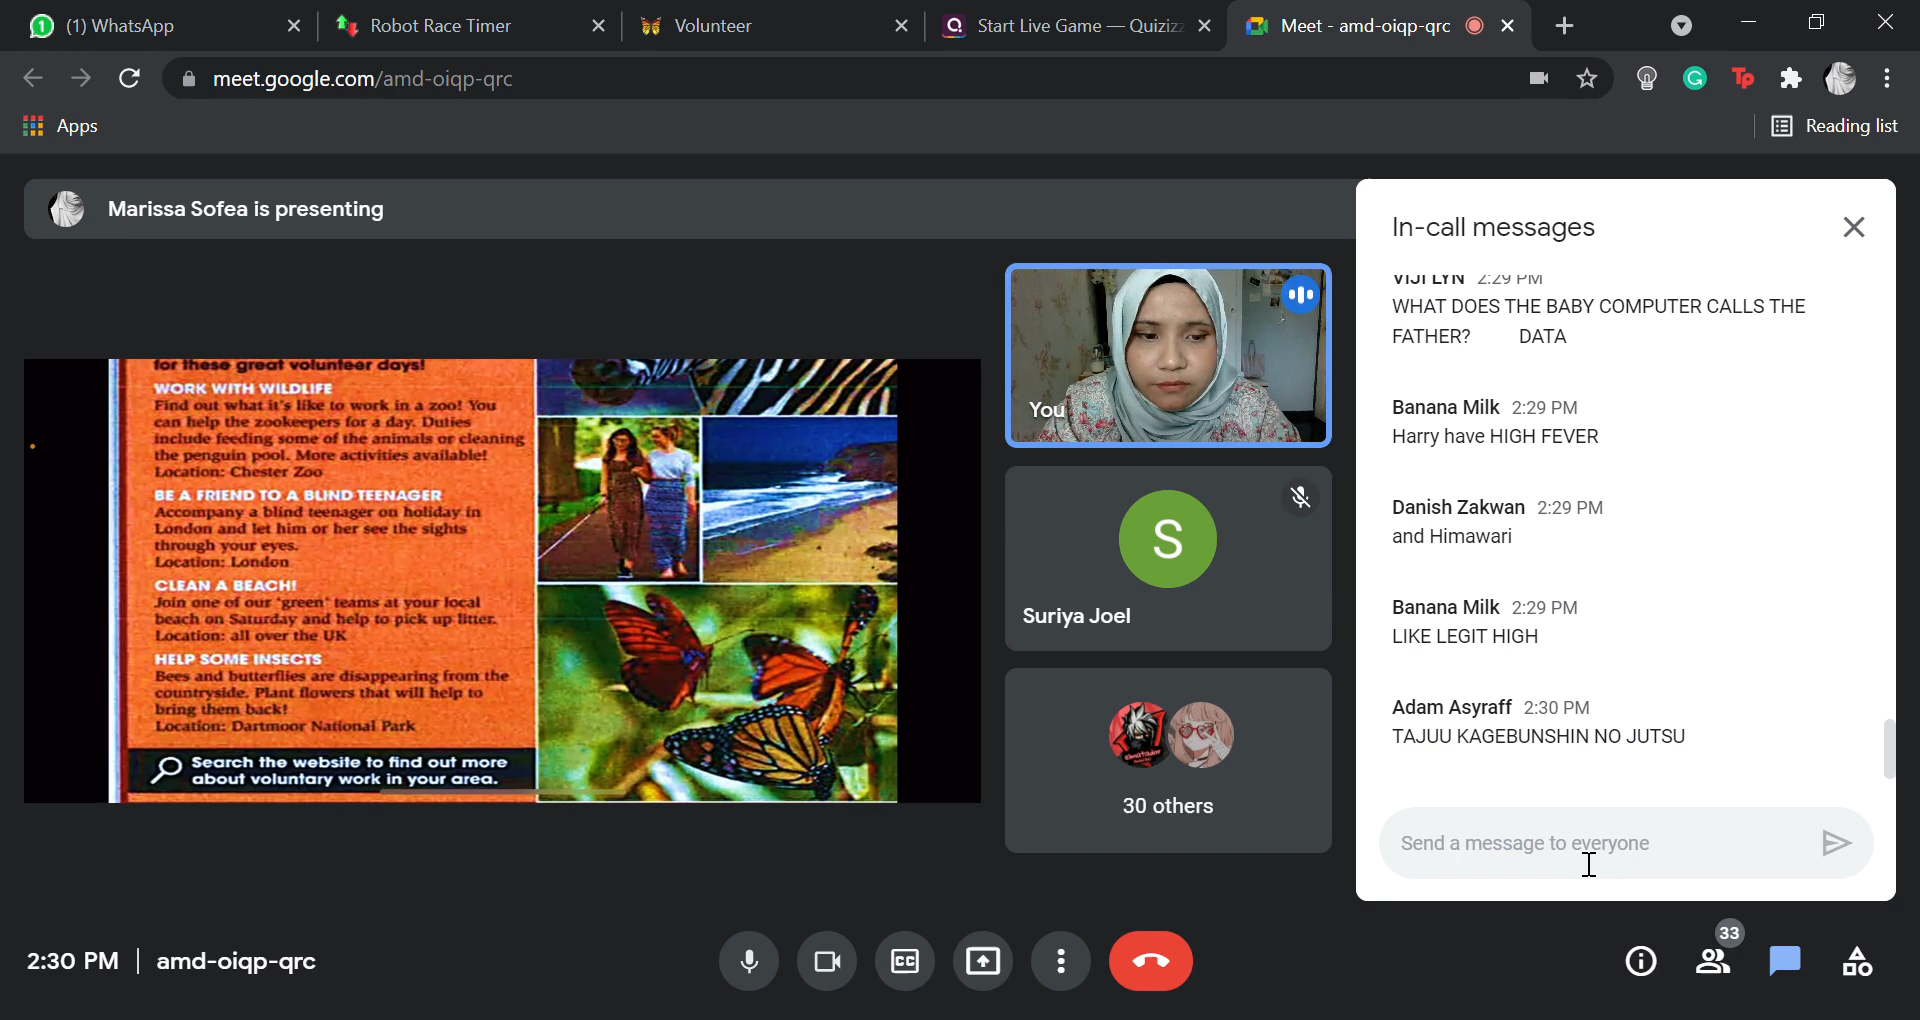 (1) WhatsApp
Robot Race Timer
Volunteer
Start Live Game — Quizizz
Meet - amd-oiqp-qrc
meet.google.com/amd-oiqp-qrc
Apps
Reading list
Marissa Sofea is presenting
for these great volunteer days!
WORK WITH WILDLIFE
Find out what it's like to work in a zoo! You
can help the zookeepers for a day. Duties
include feeding some of the animals or cleaning
the penguin pool. More activities available!
Location: Chester Zoo
BE A FRIEND TO A BLIND TEENAGER
Accompany a blind teenager on holiday in
London and let him or her see the sights
through your eyes.
Location: London
CLEAN A BEACH!
Join one of our 'green' teams at your local
beach on Saturday and help to pick up litter.
Location: all over the UK
HELP SOME INSECTS
Bees and butterflies are disappearing from the
countryside. Plant flowers that will help to
bring them back!
Location: Dartmoor National Park
Search the website to find out more
about voluntary work in your area.
You
S
Suriya Joel
30 others
In-call messages
VIJI LYN 2:29 PM
WHAT DOES THE BABY COMPUTER CALLS THE
FATHER? DATA
Banana Milk 2:29 PM
Harry have HIGH FEVER
Danish Zakwan 2:29 PM
and Himawari
Banana Milk 2:29 PM
LIKE LEGIT HIGH
Adam Asyraff 2:30 PM
TAJUU KAGEBUNSHIN NO JUTSU
Send a message to everyone
2:30 PM | amd-oiqp-qrc
CC
33